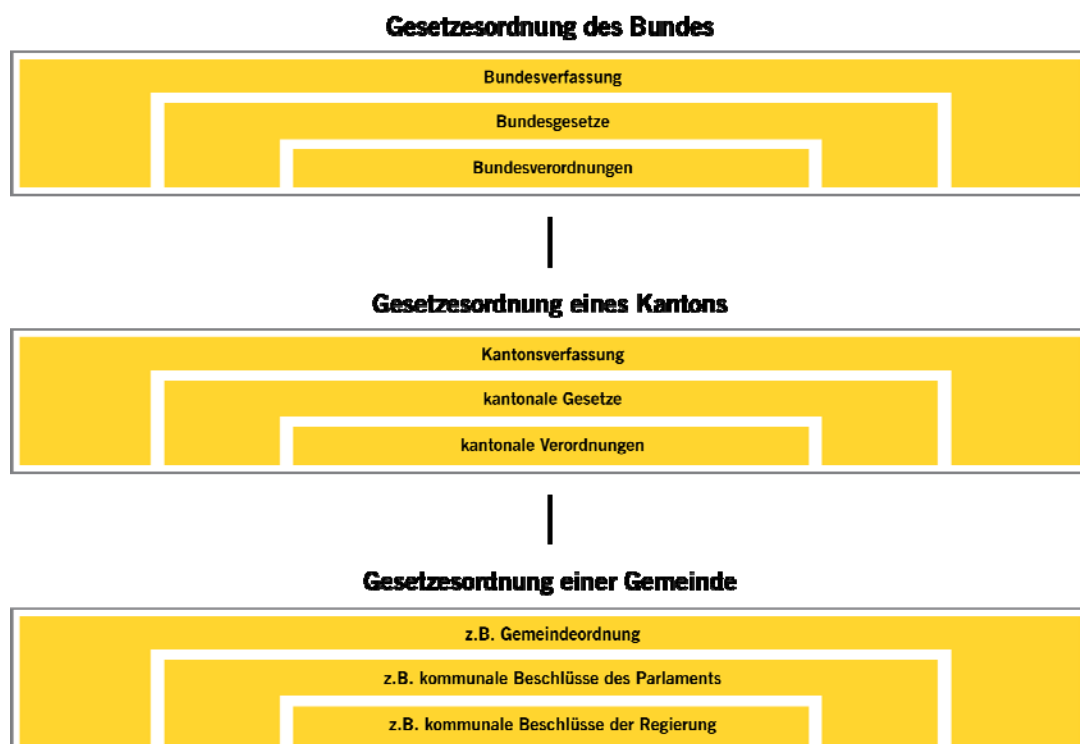 Gesetzesordnung des Bundes
Bundesverfassung
Bundesgesetze
Bundesverordnungen
Gesetzesordnung eines Kantons
Kantonsverfassung
kantonale Gesetze
kantonale Verordnungen
Gesetzesordnung einer Gemeinde
z.B. Gemeindeordnung
z.B. kommunale Beschlüsse des Parlaments
z.B. kommunale Beschlüsse der Regierung